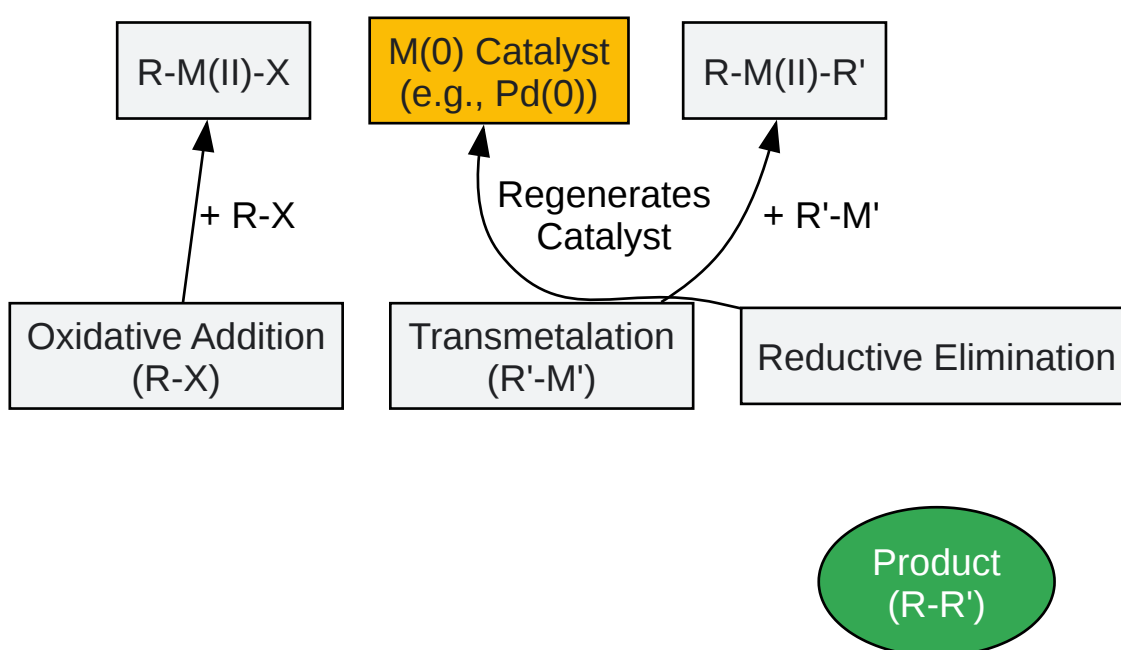 R-M(II)-X
M(0) Catalyst
(e.g., Pd(0))
R-M(II)-R'
+ R-X
Regenerates
Catalyst
+ R'-M'
Oxidative Addition
(R-X)
Transmetalation
(R'-M')
Reductive Elimination
Product
(R-R')